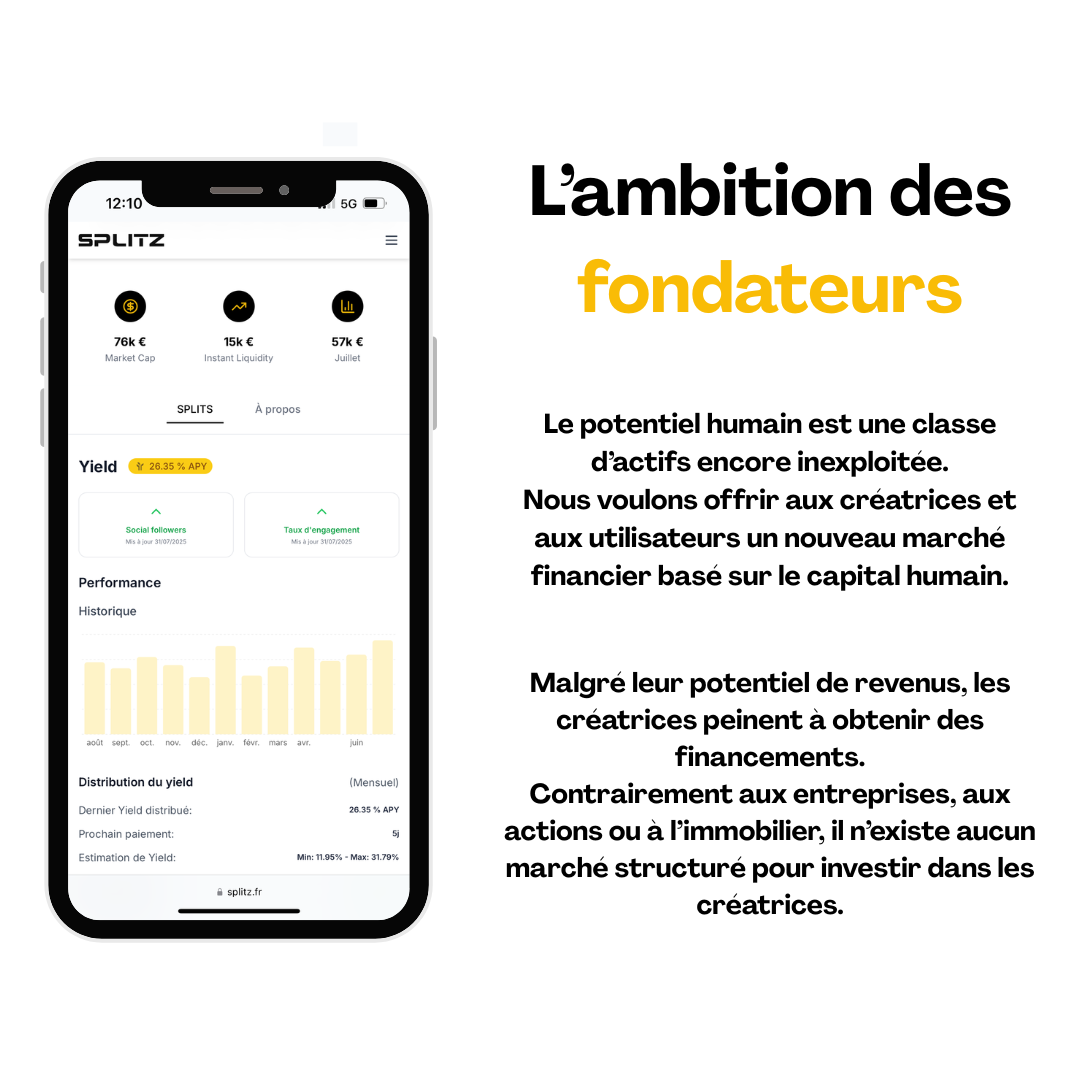 12:10
5G
SPLITZ
76k €
Market Cap
15k €
Instant Liquidity
57k €
Juillet
SPLITS
À propos
Yield
26.35 % APY
Social followers
Mis à jour 31/07/2025
Taux d'engagement
Mis à jour 31/07/2025
Performance
Historique
août sept. oct. nov. déc. janv. févr. mars avr. juin
Distribution du yield (Mensuel)
Dernier Yield distribué: 26.35 % APY
Prochain paiement: 5j
Estimation de Yield: Min: 11.95% - Max: 31.79%
splitz.fr
L’ambition des
fondateurs
Le potentiel humain est une classe
d’actifs encore inexploitée.
Nous voulons offrir aux créatrices et
aux utilisateurs un nouveau marché
financier basé sur le capital humain.
Malgré leur potentiel de revenus, les
créatrices peinent à obtenir des
financements.
Contrairement aux entreprises, aux
actions ou à l’immobilier, il n’existe aucun
marché structuré pour investir dans les
créatrices.